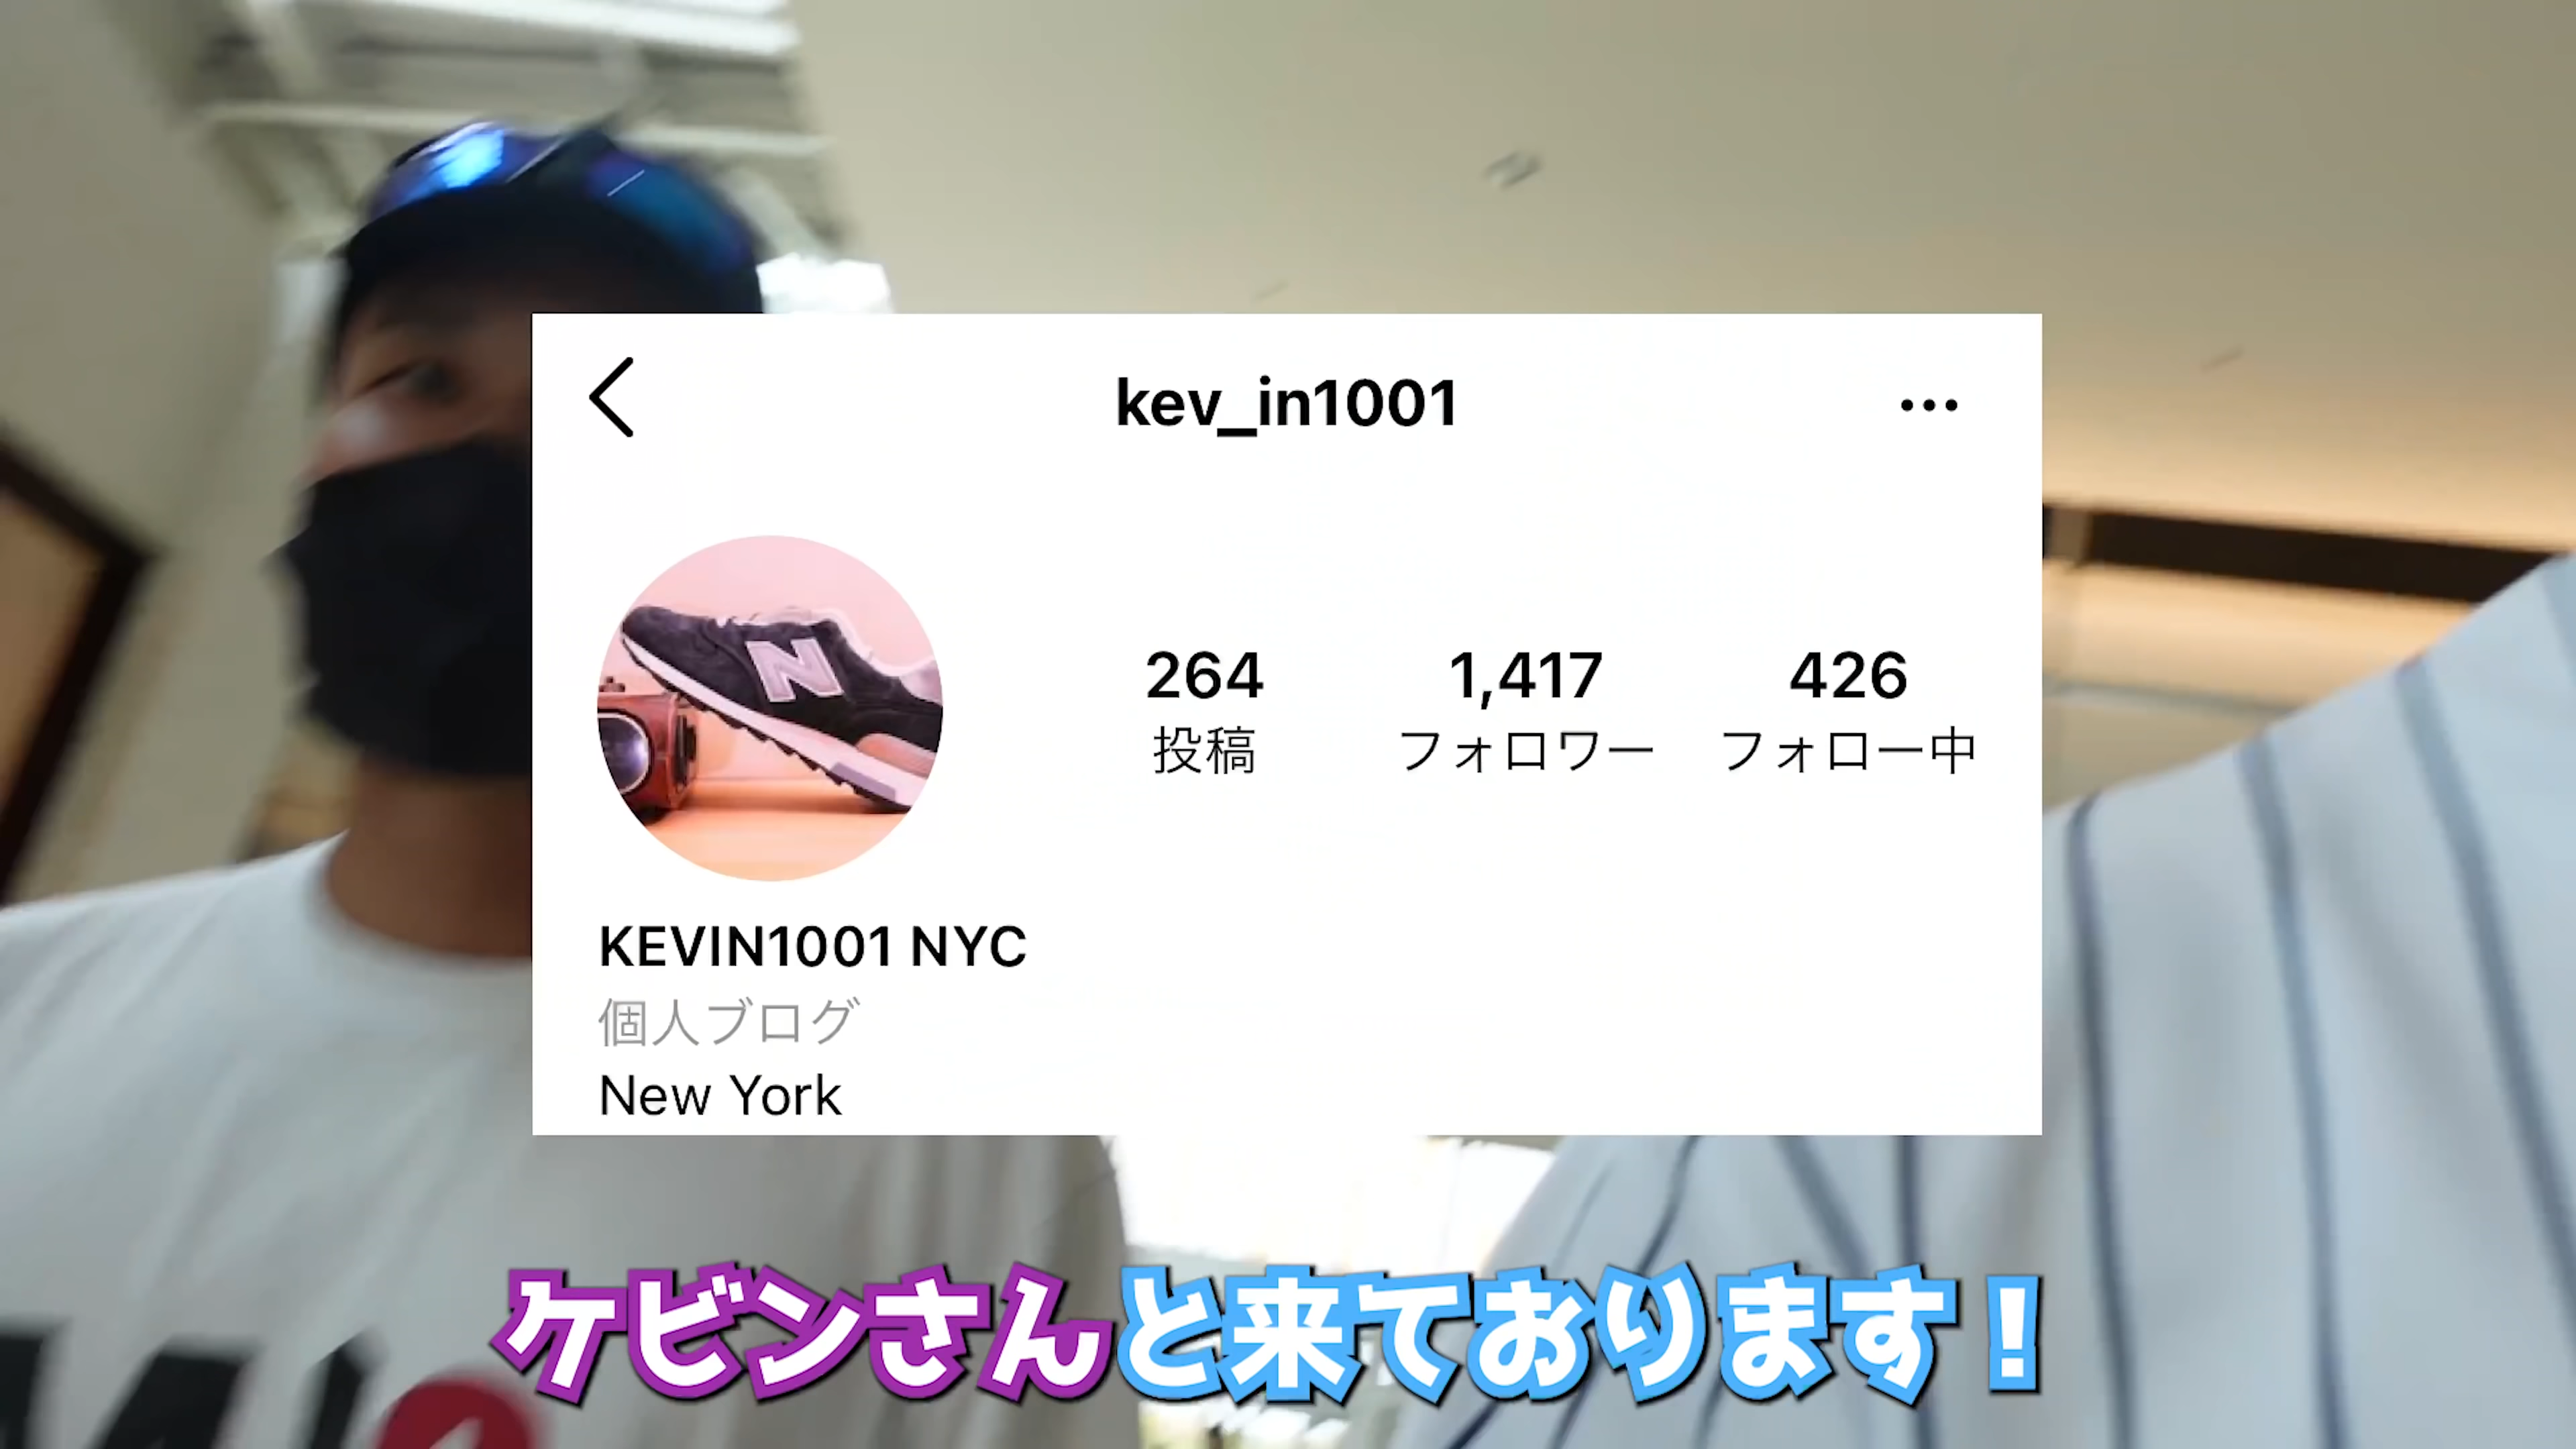 kev_in1001
264 1,417 426
投稿 フォロワー フォロー中
KEVIN1001 NYC
個人ブログ
New York
ケビンさんと来ております！